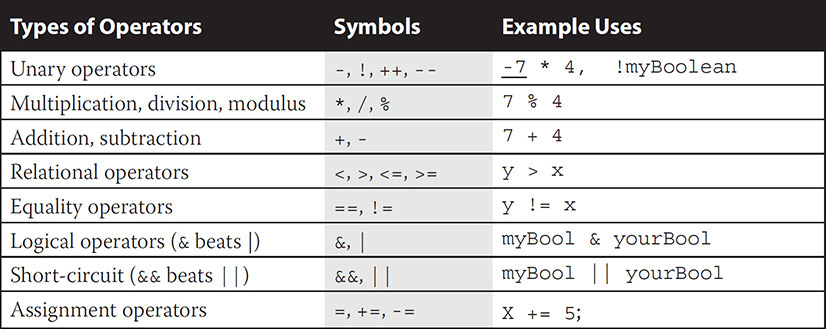 Types of Operators Symbols Example Uses
Unary operators -, !, ++, -- -7 * 4, !myBoolean
Multiplication, division, modulus *, /, % 7 % 4
Addition, subtraction +, - 7 + 4
Relational operators <, >, <=, >= y > x
Equality operators ==, != y != x
Logical operators (& beats |) &, | myBool & yourBool
Short-circuit (&& beats ||) &&, || myBool || yourBool
Assignment operators =, +=, -= X += 5;